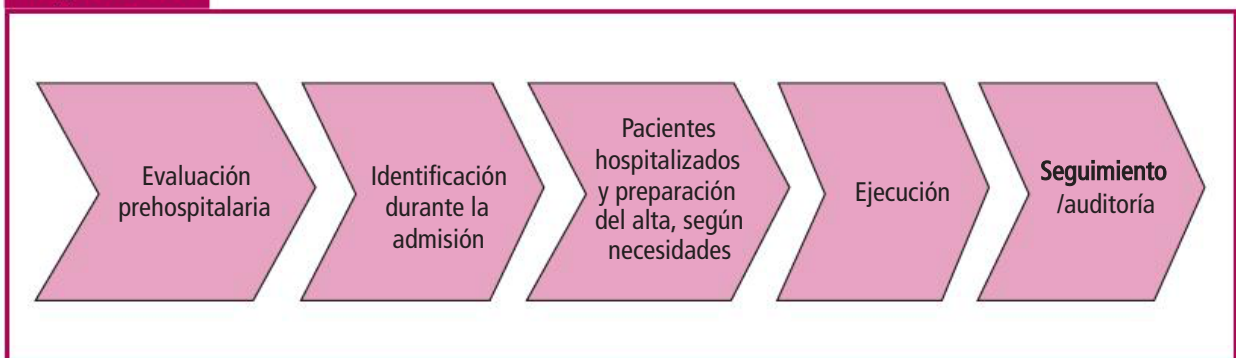 Evaluación
prehospitalaria
Identificación
durante la
admisión
Pacientes
hospitalizados
y preparación
del alta, según
necesidades
Ejecución
Seguimiento
/auditoría